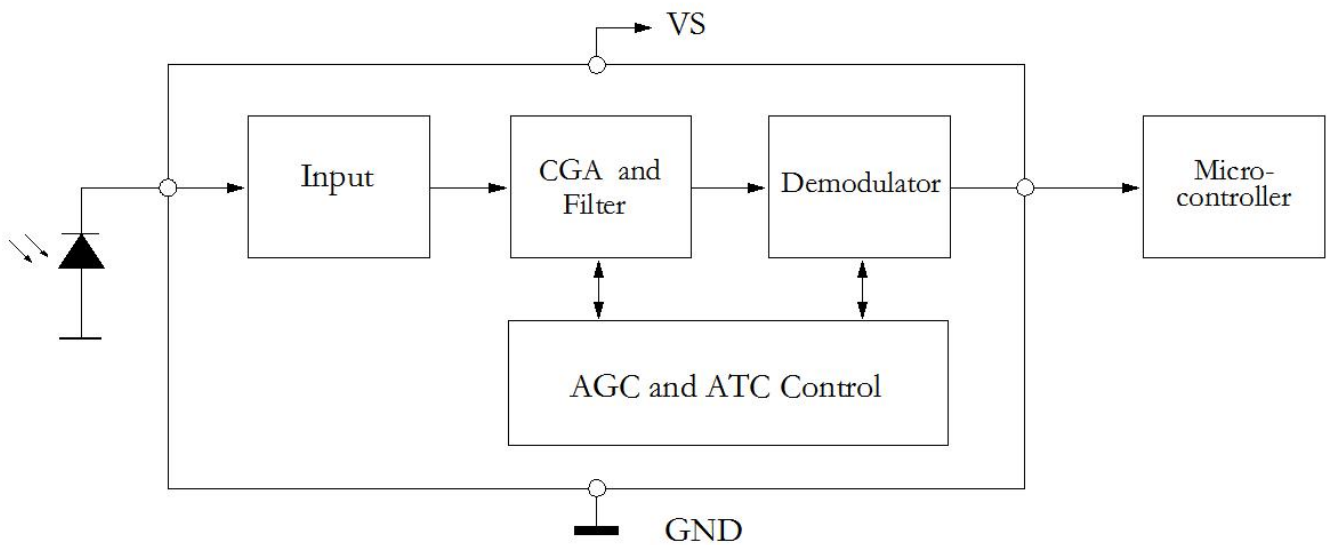 VS
Input
CGA and
Filter
Demodulator
Micro-
controller
AGC and ATC Control
GND